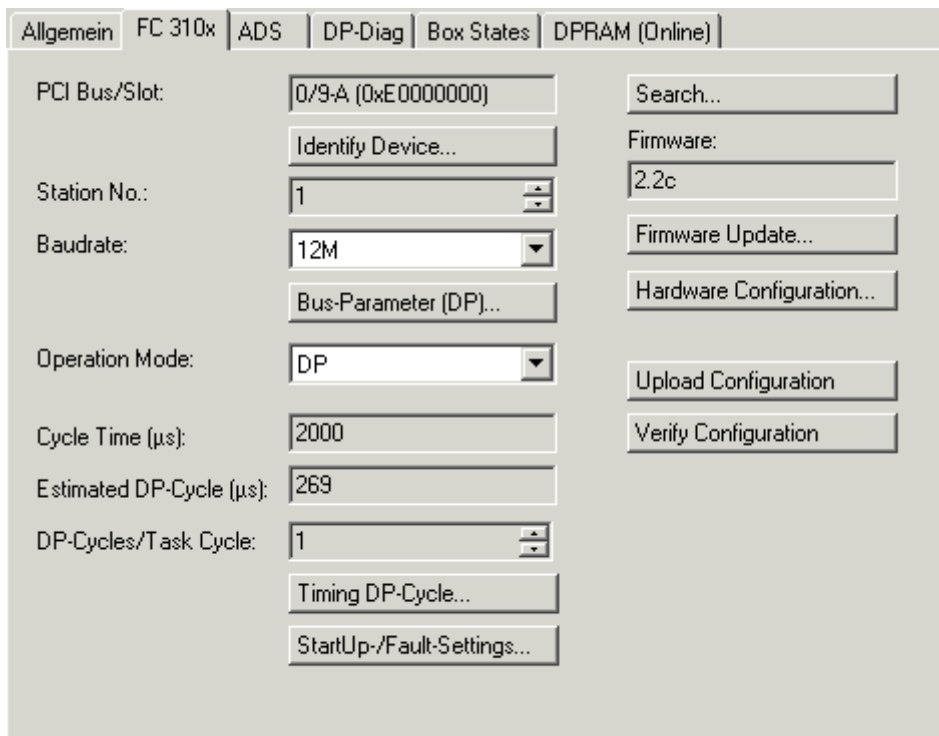 Allgemein FC 310x ADS DP-Diag Box States DPRAM (Online)
PCI Bus/Slot: 0/9-A (0xE0000000) Search...
Identify Device... Firmware:
Station No.: 1 2.2c
Baudrate: 12M Firmware Update...
Bus-Parameter (DP)... Hardware Configuration...
Operation Mode: DP Upload Configuration
Cycle Time (µs): 2000 Verify Configuration
Estimated DP-Cycle (µs): 269
DP-Cycles/Task Cycle: 1
Timing DP-Cycle...
StartUp-/Fault-Settings...